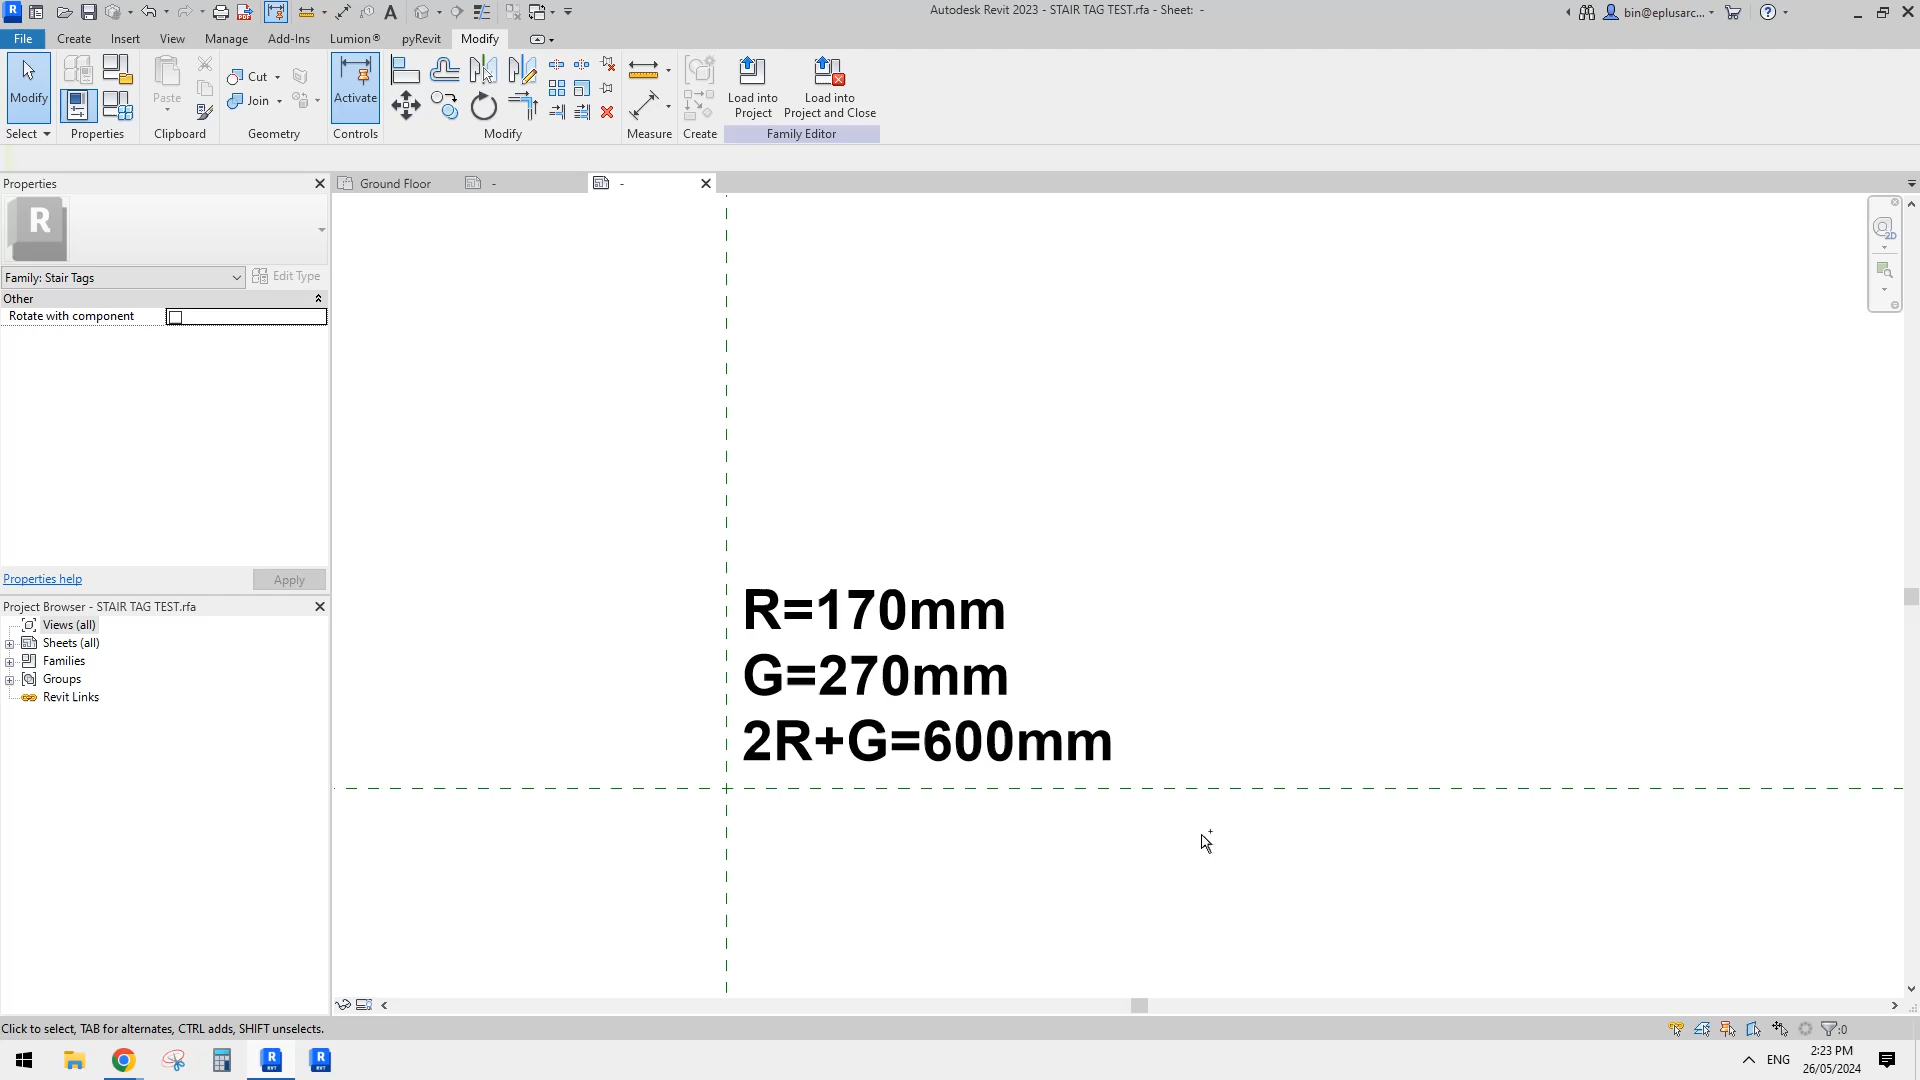 Autodesk Revit 2023 - STAIR TAG TEST.rfa - Sheet: -
bin@eplusarc...
File Create Insert View Manage Add-Ins Lumion® pyRevit Modify
Modify
Paste
Cut
Join
Activate
Load into Project
Load into Project and Close
Select Properties Clipboard Geometry Controls Modify Measure Create Family Editor
Properties
Ground Floor
-
-
R
Family: Stair Tags
Edit Type
Other
Rotate with component
Properties help
Apply
Project Browser - STAIR TAG TEST.rfa
Views (all)
Sheets (all)
Families
Groups
Revit Links
2D
R=170mm
G=270mm
2R+G=600mm
Click to select, TAB for alternates, CTRL adds, SHIFT unselects.
:0
ENG
2:23 PM
26/05/2024